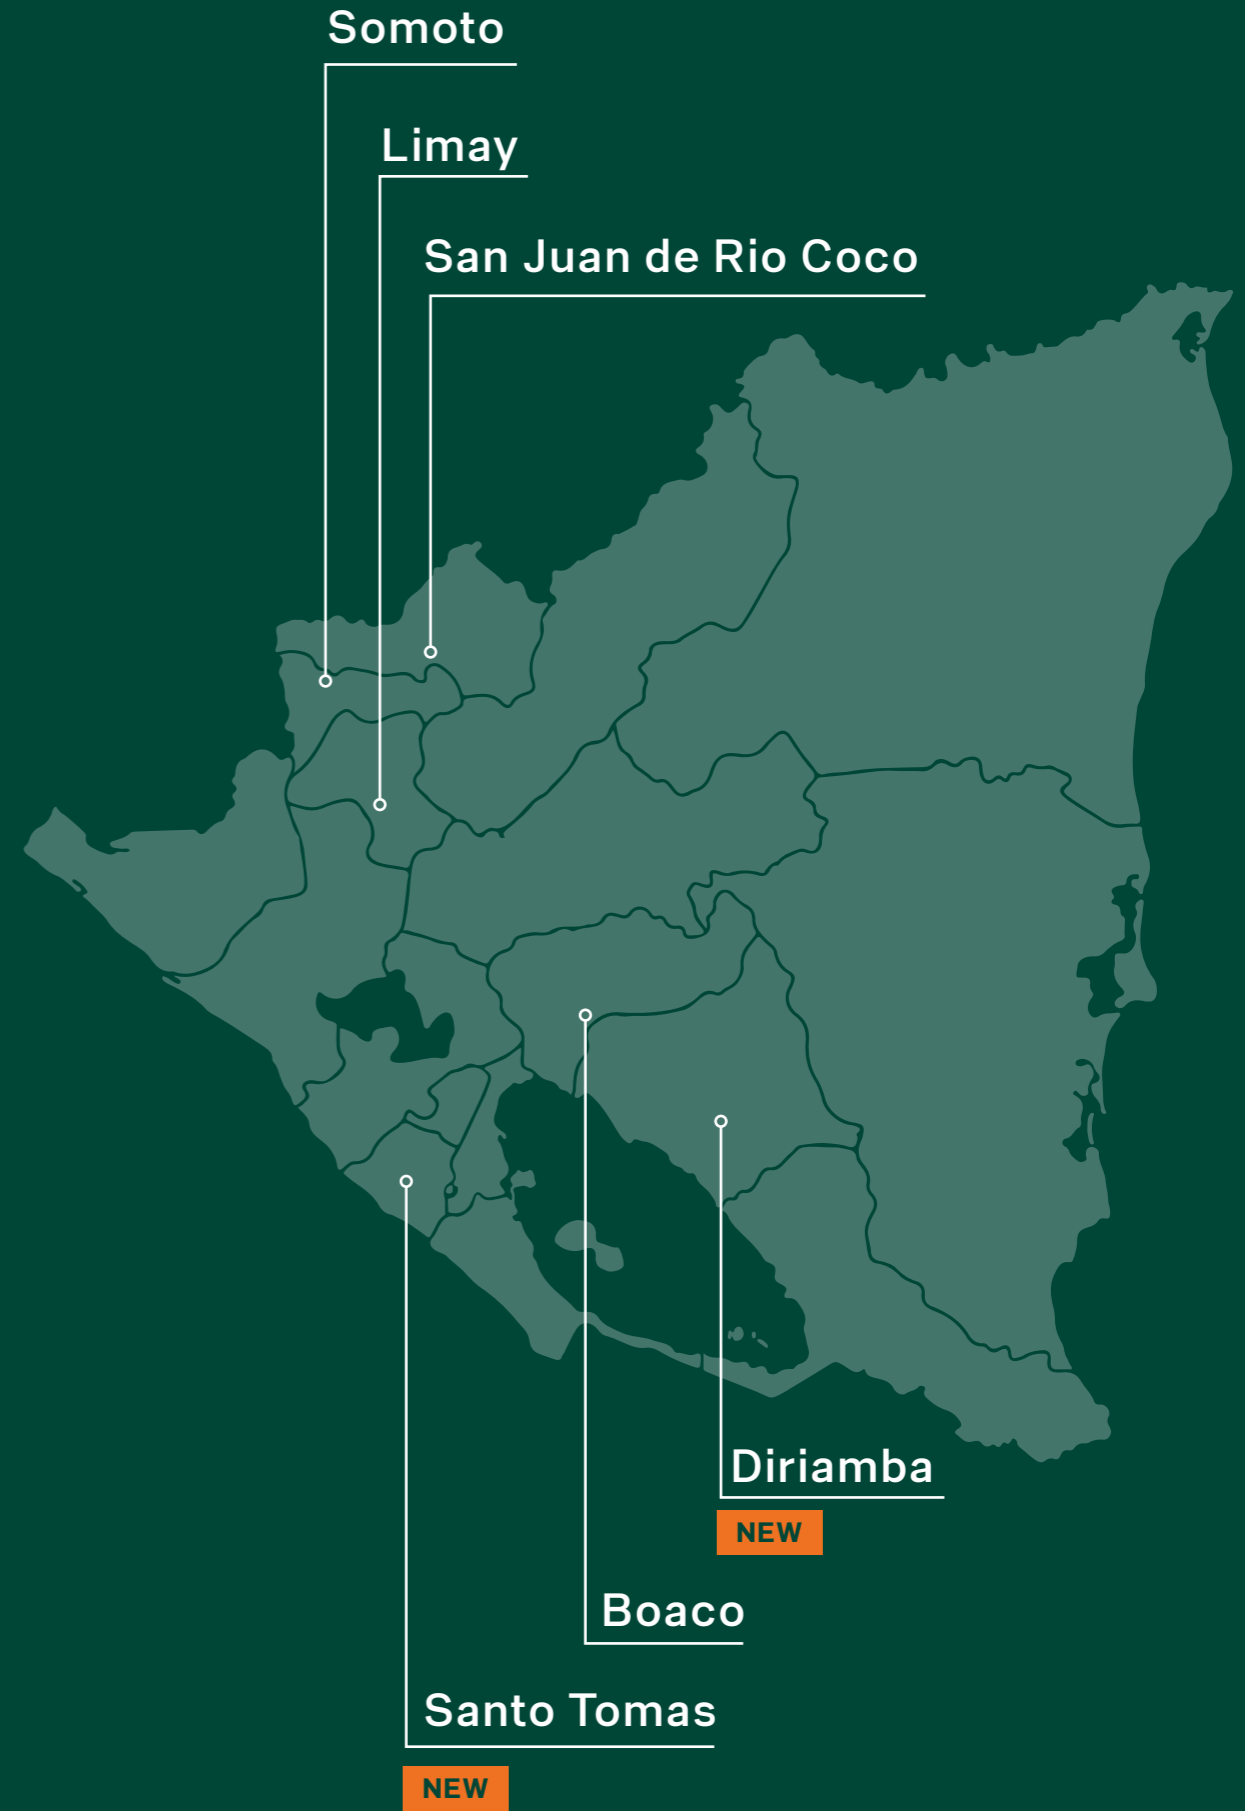 Somoto
Limay
San Juan de Rio Coco
Diriamba
NEW
Boaco
Santo Tomas
NEW